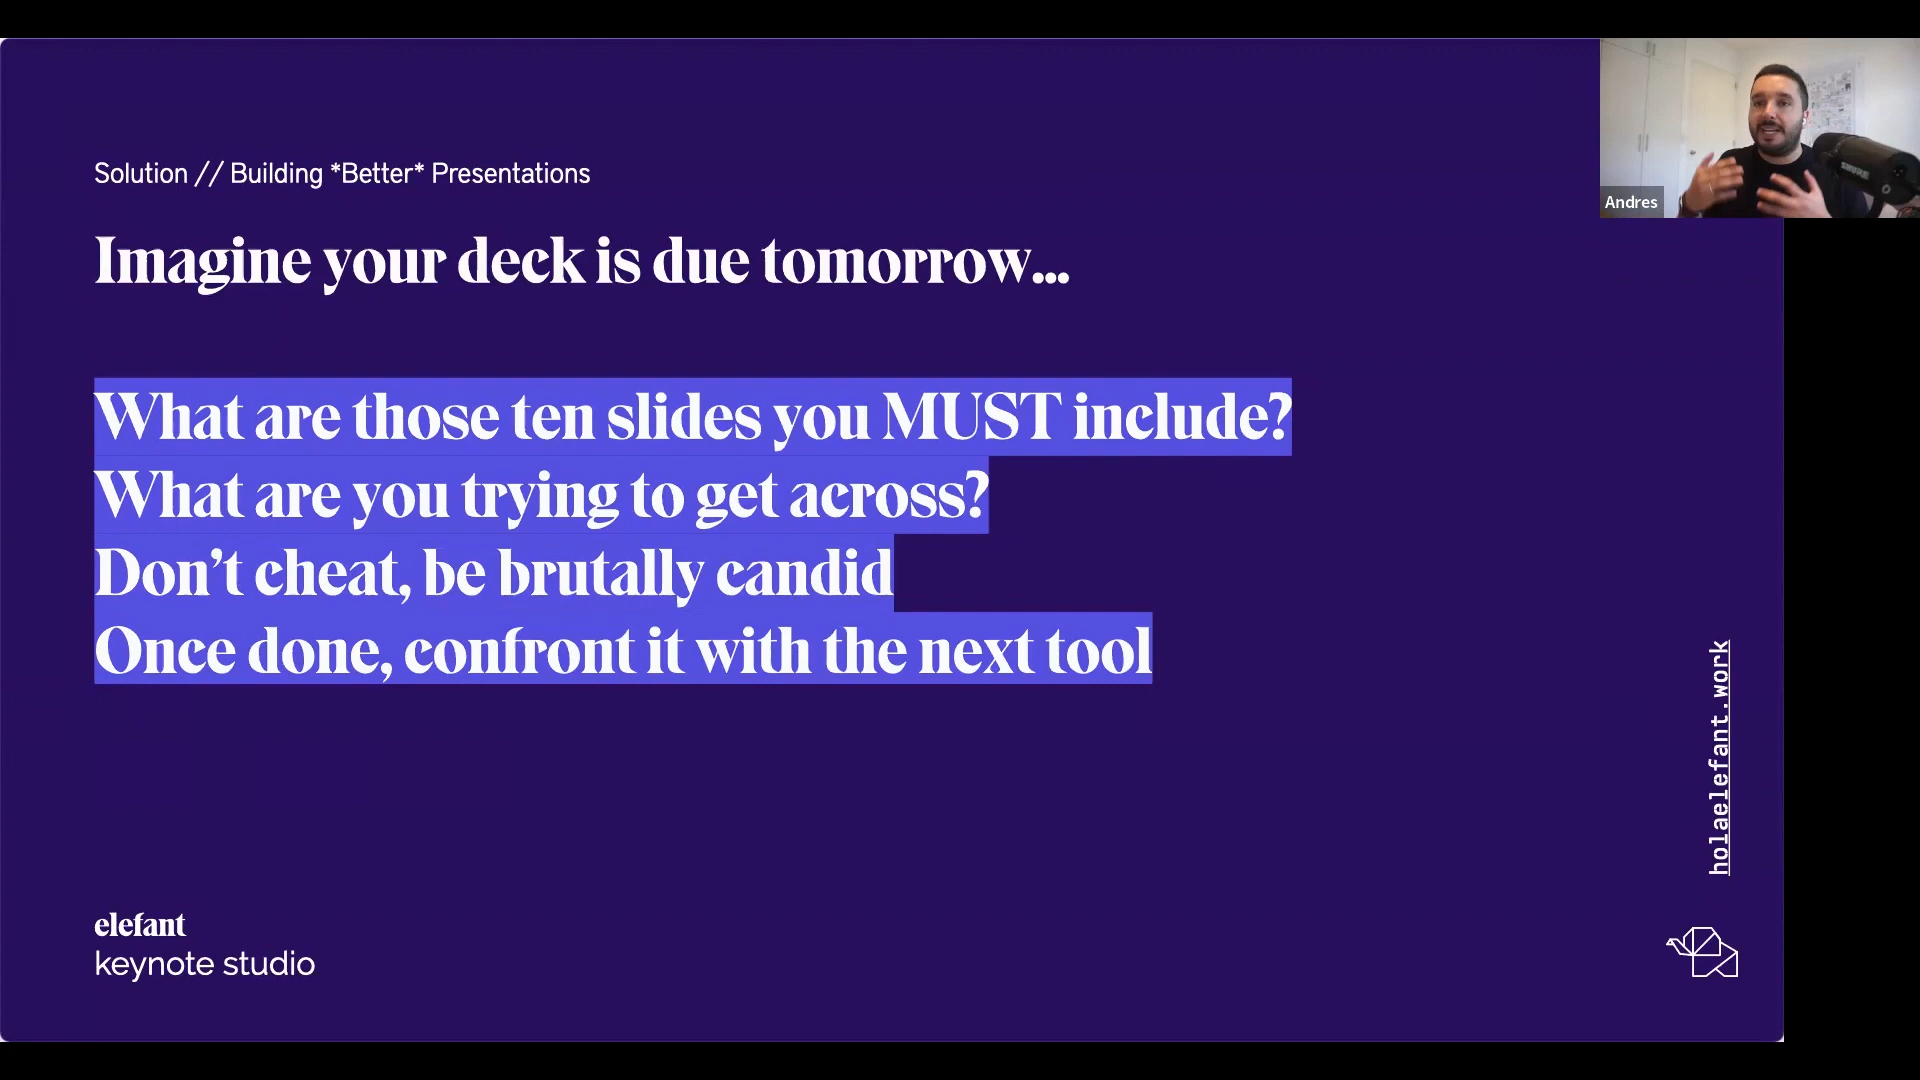 Solution // Building *Better* Presentations
Imagine your deck is due tomorrow...
What are those ten slides you MUST include?
What are you trying to get across?
Don’t cheat, be brutally candid
Once done, confront it with the next tool
elefant
keynote studio
holaelefant.work
Andres
SHURE